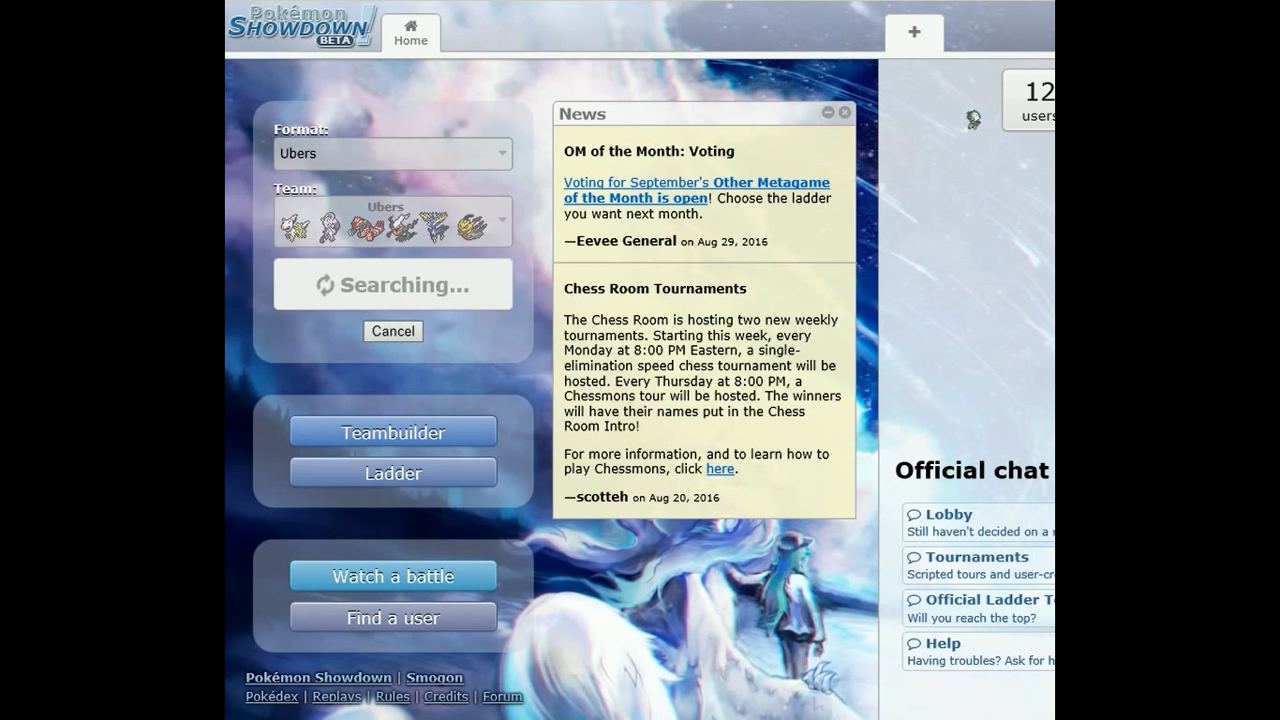 Pokémon
SHOWDOWN!
BETA
Home
+
12
users
Format:
Ubers
Team:
Ubers
Searching...
Cancel
Teambuilder
Ladder
Watch a battle
Find a user
Pokémon Showdown | Smogon
Pokédex | Replays | Rules | Credits | Forum
News
OM of the Month: Voting
Voting for September's Other Metagame
of the Month is open! Choose the ladder
you want next month.
—Eevee General on Aug 29, 2016
Chess Room Tournaments
The Chess Room is hosting two new weekly
tournaments. Starting this week, every
Monday at 8:00 PM Eastern, a single-
elimination speed chess tournament will be
hosted. Every Thursday at 8:00 PM, a
Chessmons tour will be hosted. The winners
will have their names put in the Chess
Room Intro!
For more information, and to learn how to
play Chessmons, click here.
—scotteh on Aug 20, 2016
Official chat
Lobby
Still haven't decided on a
Tournaments
Scripted tours and user-cr
Official Ladder T
Will you reach the top?
Help
Having troubles? Ask for h